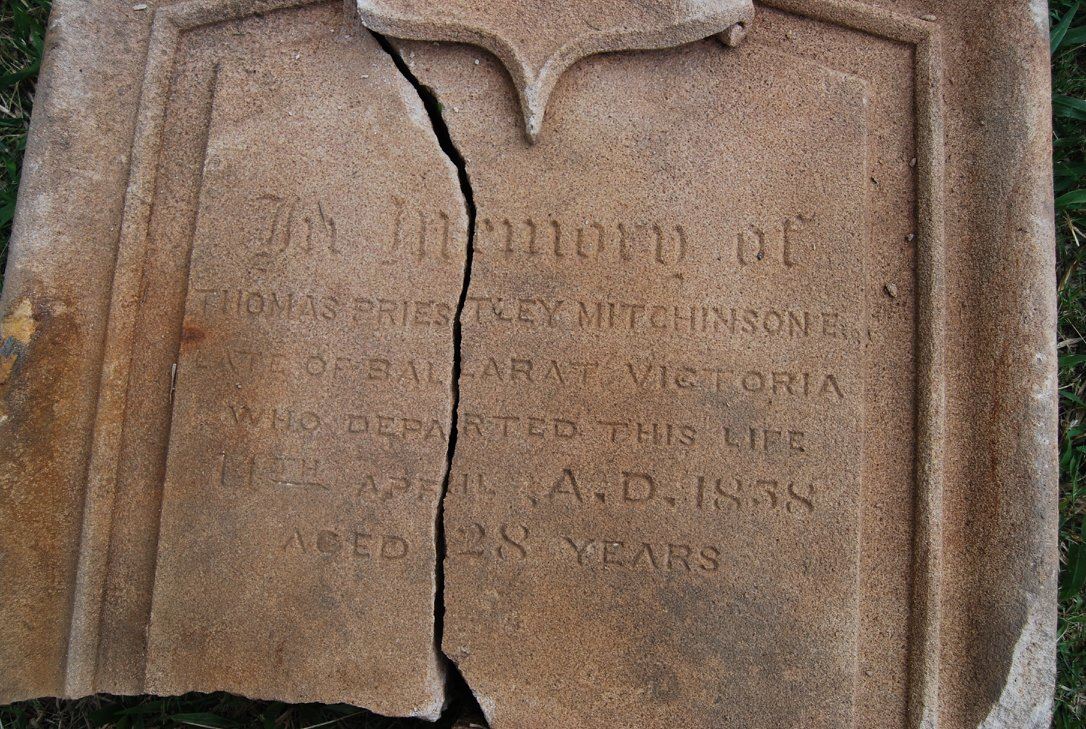 In Memory of
THOMAS PRIESTLEY MITCHINSON E
LATE OF BALLARAT VICTORIA
WHO DEPARTED THIS LIFE
11TH APRIL A.D. 1858
AGED 28 YEARS